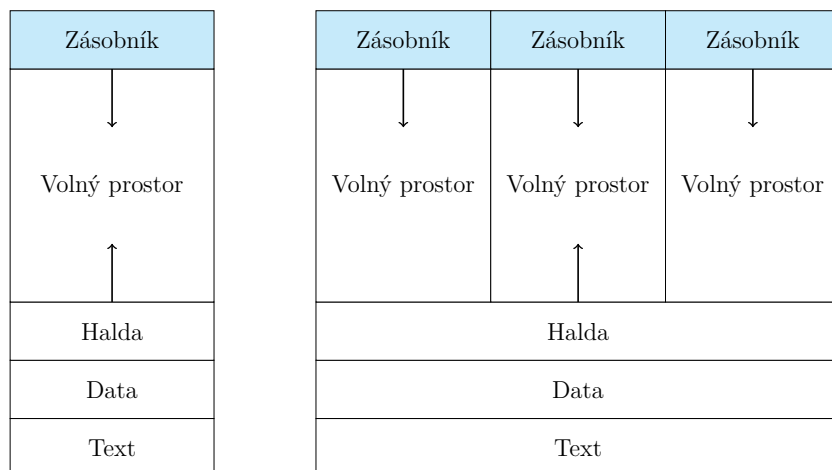 Zásobník
Zásobník
Zásobník
Zásobník
Volný prostor
Volný prostor
Volný prostor
Volný prostor
Halda
Halda
Data
Data
Text
Text